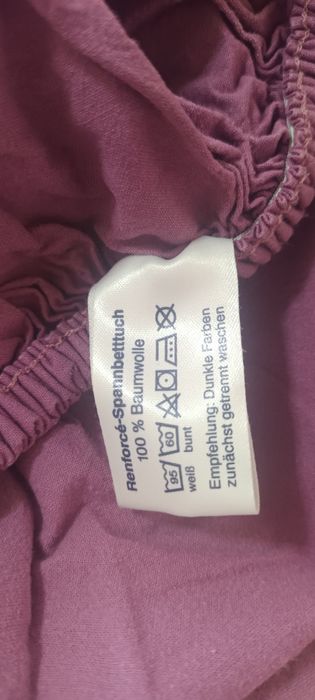 Renforcé-Spannbetttuch
100 % Baumwolle
95 60
weiß bunt
Empfehlung: Dunkle Farben
zunächst getrennt waschen